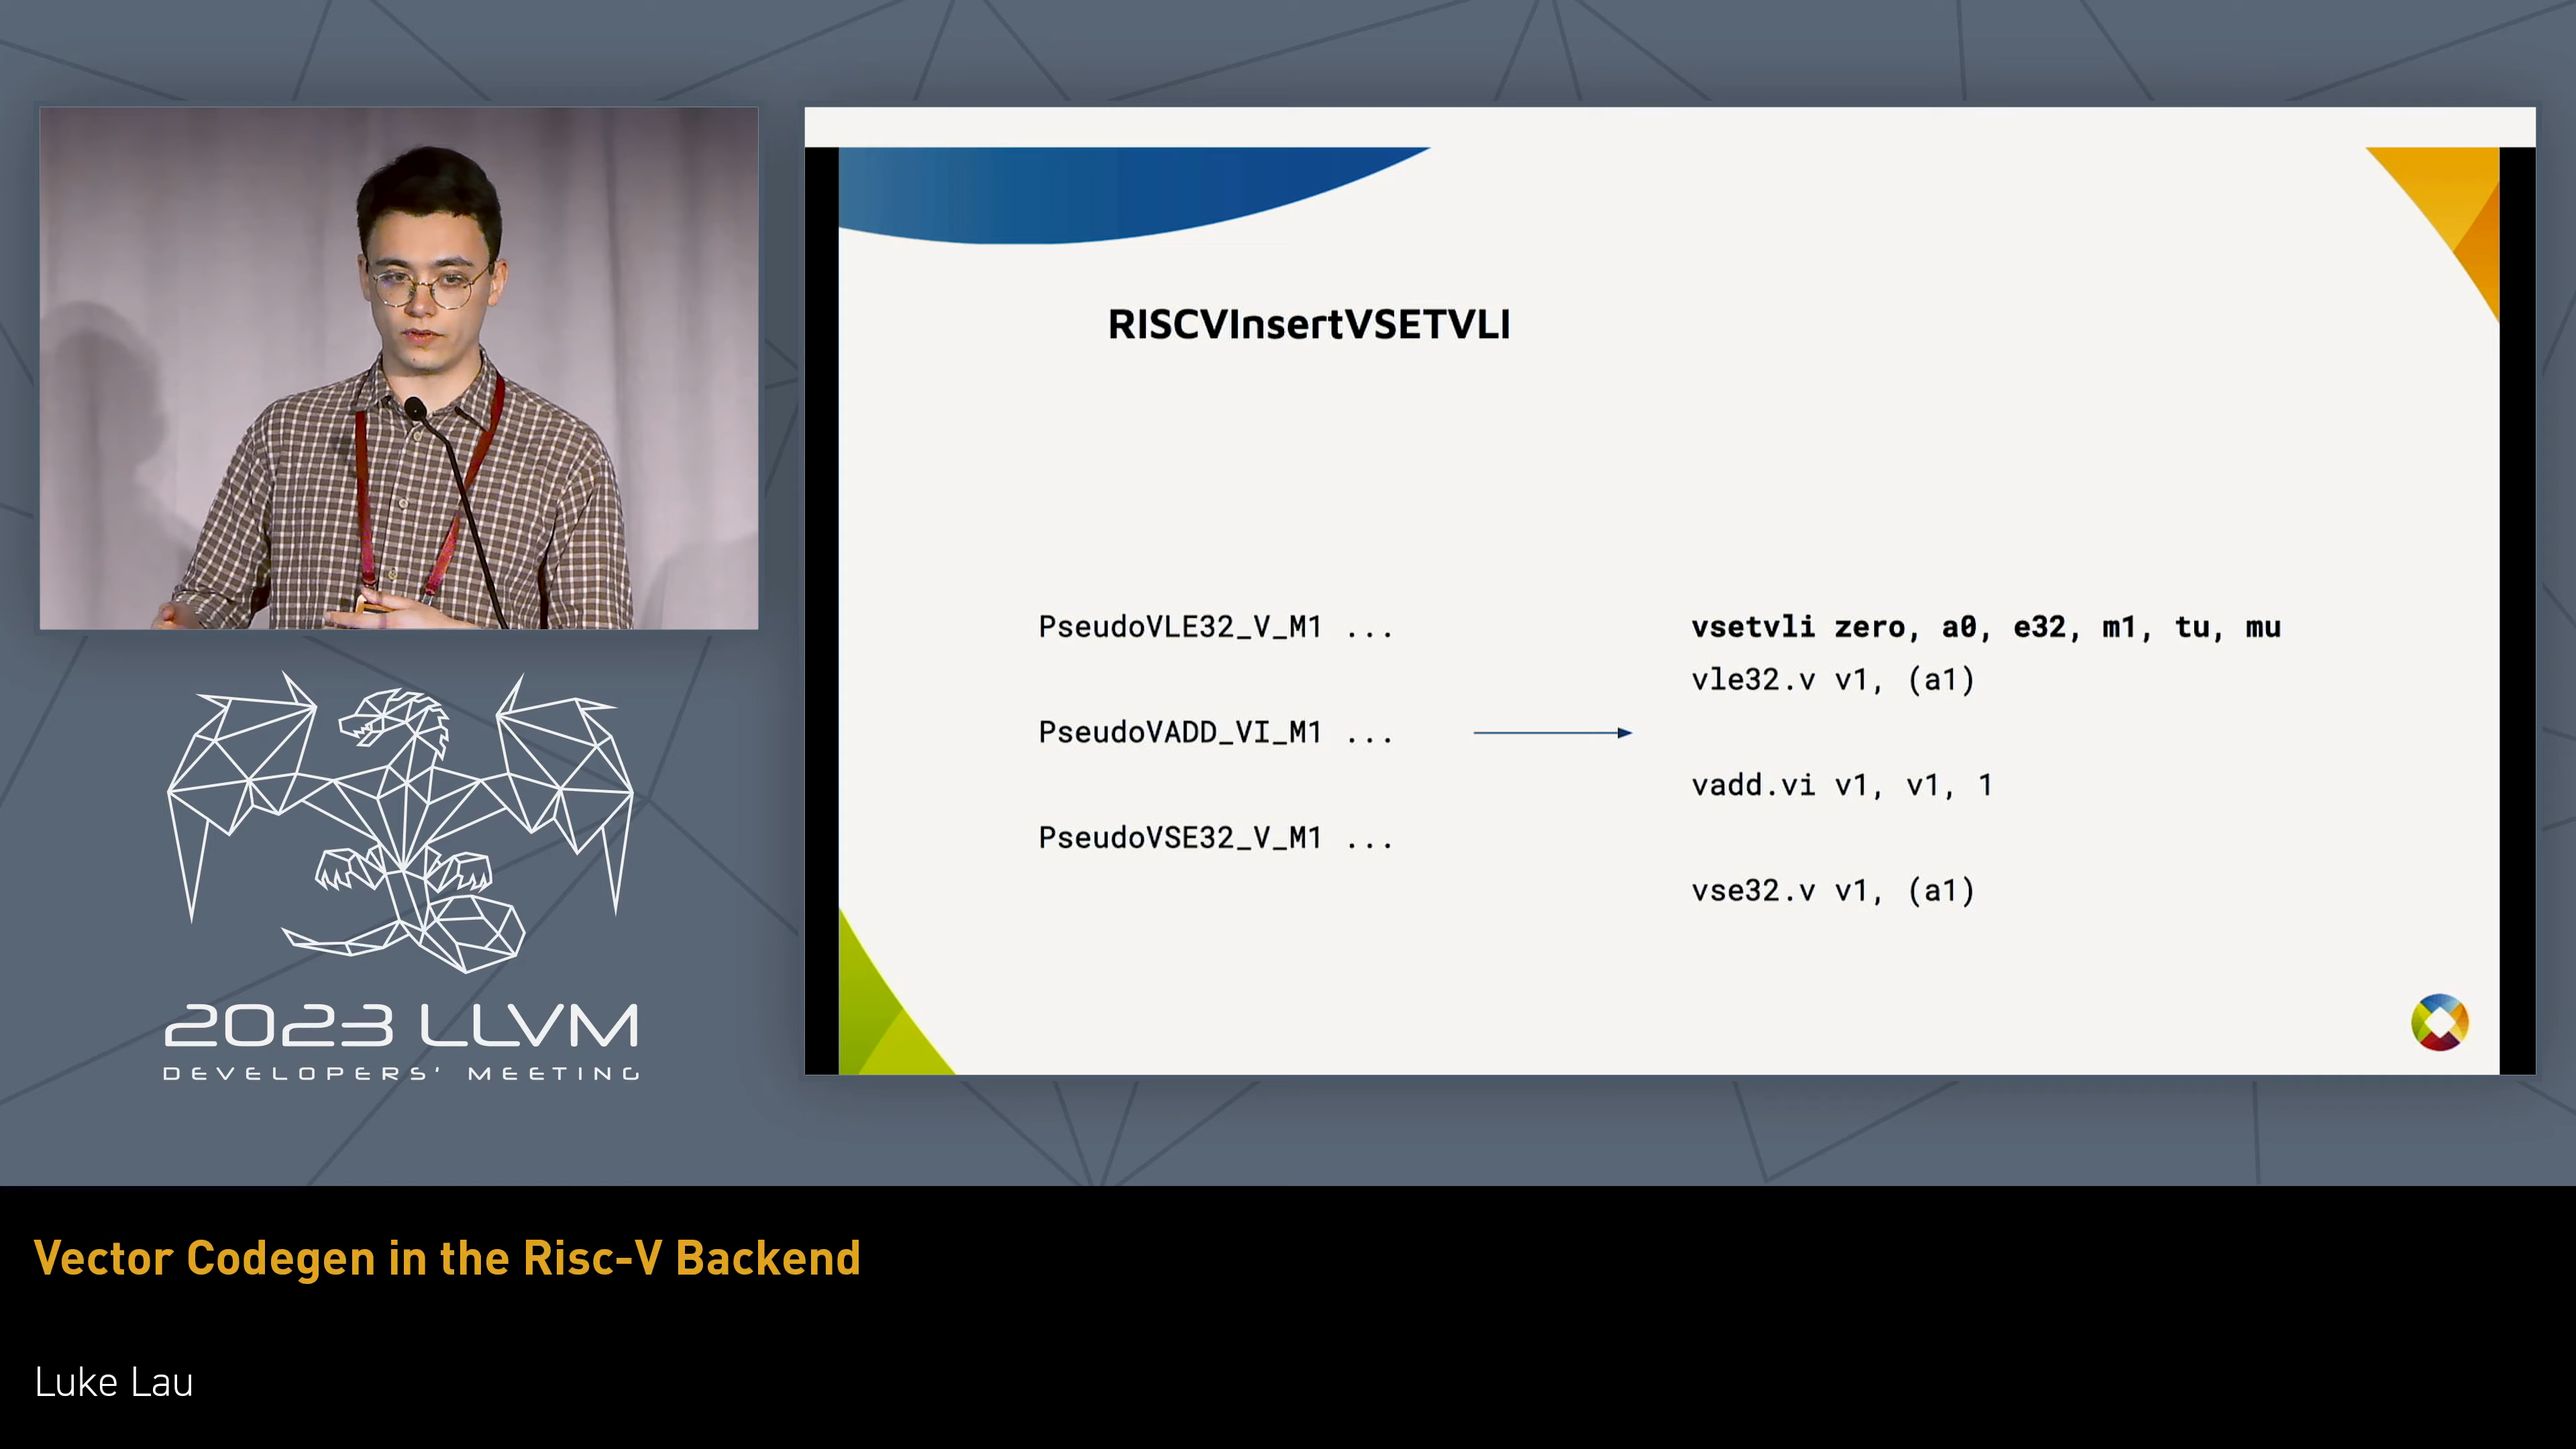 RISCVInsertVSETVLI
PseudoVLE32_V_M1 ...
PseudoVADD_VI_M1 ...
PseudoVSE32_V_M1 ...
vsetvli zero, a0, e32, m1, tu, mu
vle32.v v1, (a1)
vadd.vi v1, v1, 1
vse32.v v1, (a1)
2023 LLVM
DEVELOPERS' MEETING
Vector Codegen in the Risc-V Backend
Luke Lau